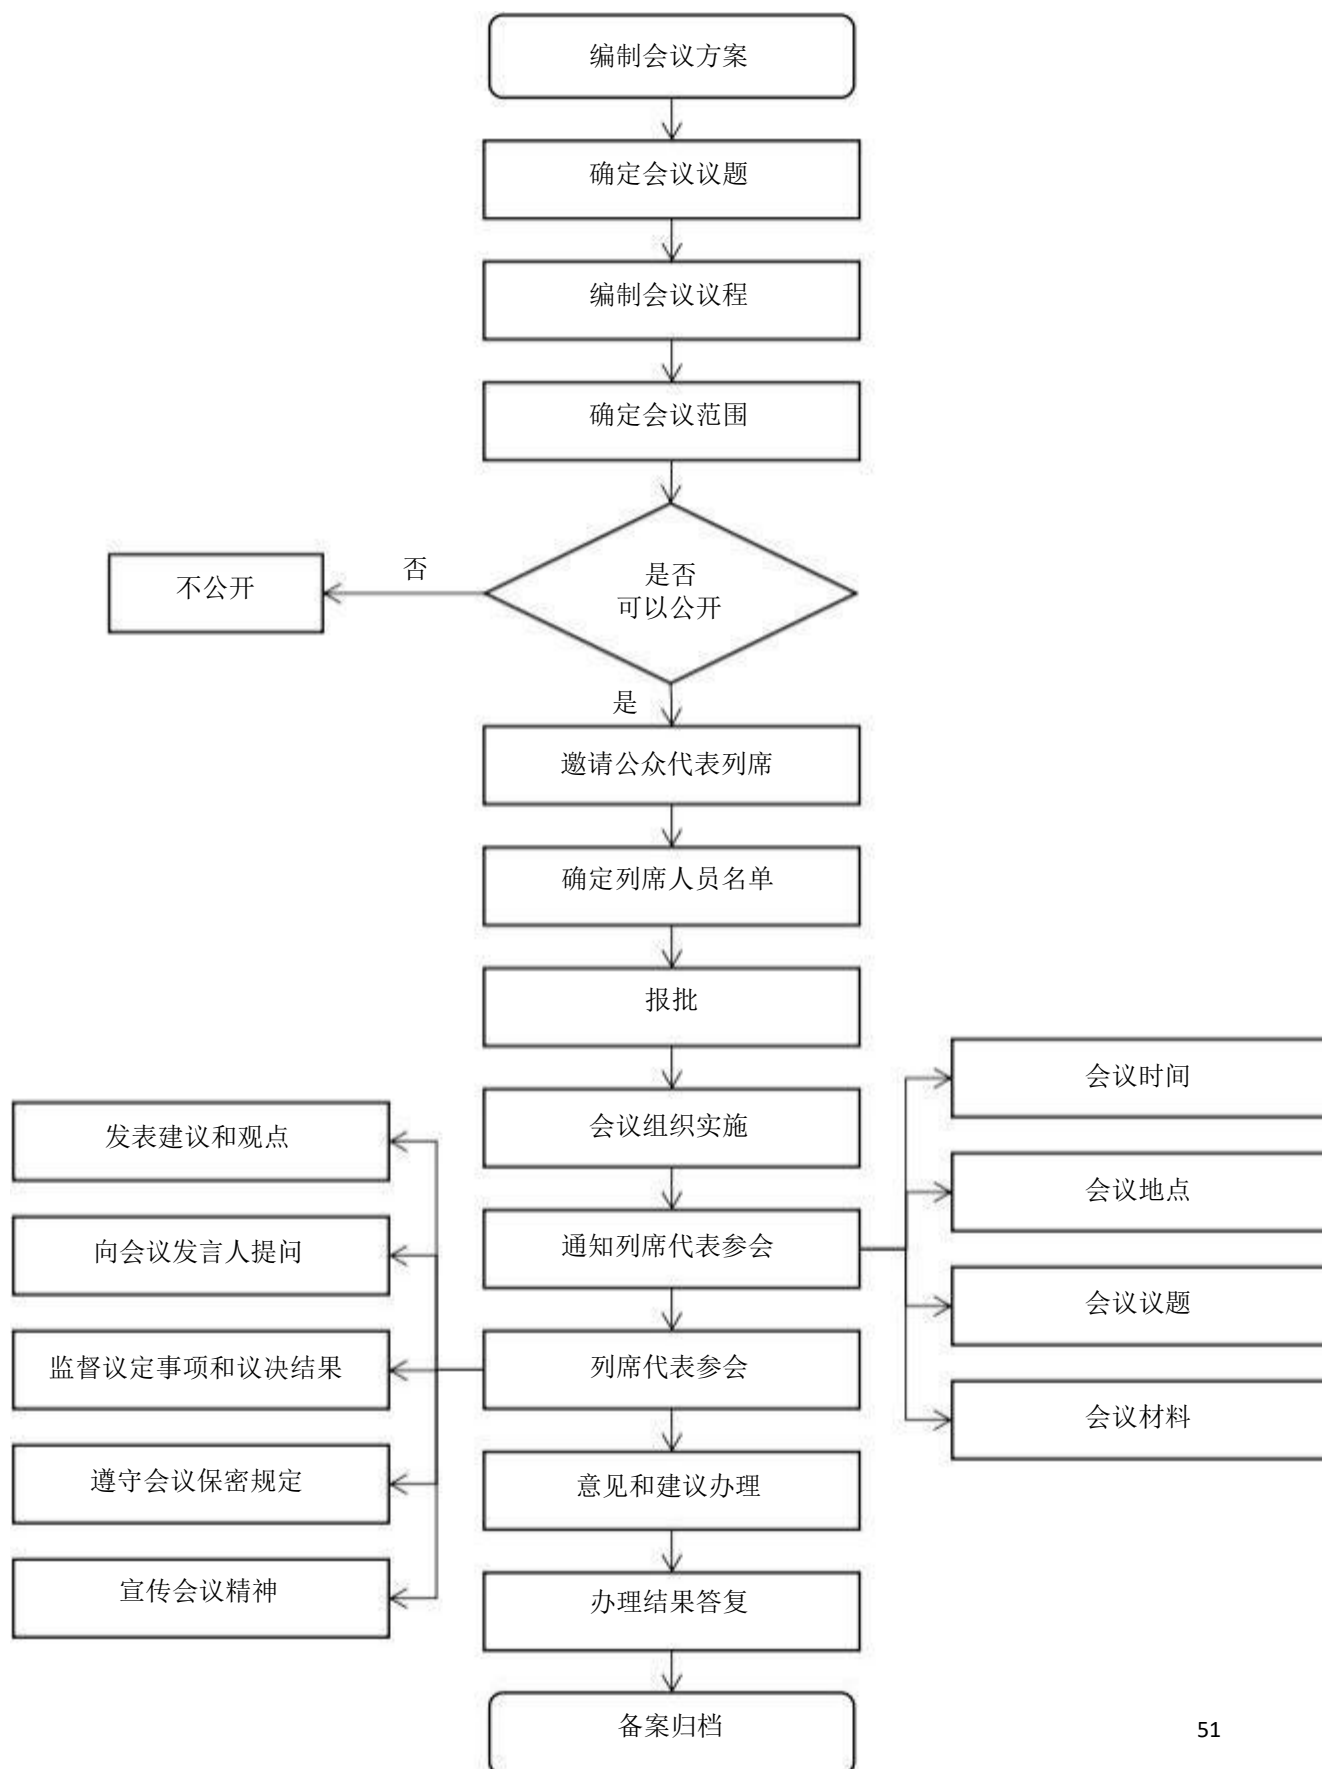 编制会议方案
确定会议议题
编制会议议程
确定会议范围
是否
可以公开
否
不公开
是
邀请公众代表列席
确定列席人员名单
报批
会议组织实施
通知列席代表参会
会议时间
会议地点
会议议题
会议材料
列席代表参会
发表建议和观点
向会议发言人提问
监督议定事项和议决结果
遵守会议保密规定
宣传会议精神
意见和建议办理
办理结果答复
备案归档
51